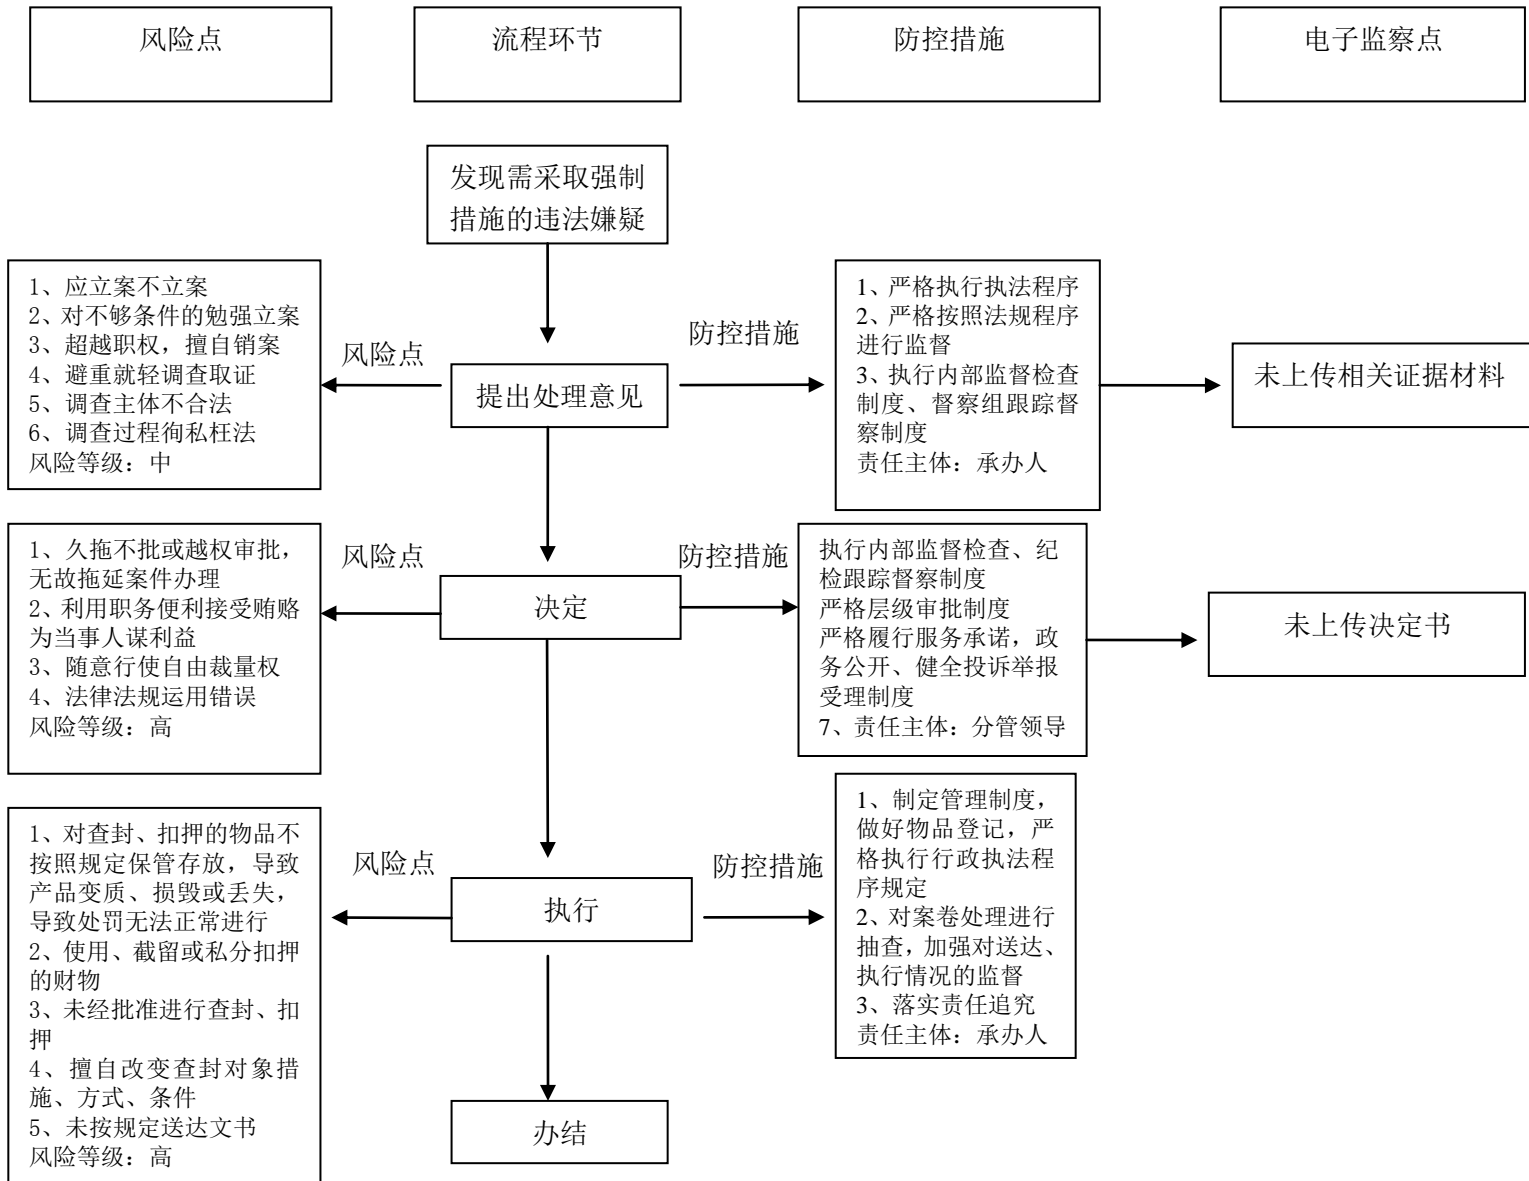 风险点
流程环节
防控措施
电子监察点
发现需采取强制
措施的违法嫌疑
1、应立案不立案
2、对不够条件的勉强立案
3、超越职权，擅自销案
4、避重就轻调查取证
5、调查主体不合法
6、调查过程徇私枉法
风险等级：中
风险点
提出处理意见
防控措施
1、严格执行执法程序
2、严格按照法规程序
进行监督
3、执行内部监督检查
制度、督察组跟踪督
察制度
责任主体：承办人
未上传相关证据材料
1、久拖不批或越权审批，
无故拖延案件办理
2、利用职务便利接受贿赂
为当事人谋利益
3、随意行使自由裁量权
4、法律法规运用错误
风险等级：高
风险点
决定
防控措施
执行内部监督检查、纪
检跟踪督察制度
严格层级审批制度
严格履行服务承诺，政
务公开、健全投诉举报
受理制度
7、责任主体：分管领导
未上传决定书
1、对查封、扣押的物品不
按照规定保管存放，导致
产品变质、损毁或丢失，
导致处罚无法正常进行
2、使用、截留或私分扣押
的财物
3、未经批准进行查封、扣
押
4、擅自改变查封对象措
施、方式、条件
5、未按规定送达文书
风险等级：高
风险点
执行
防控措施
1、制定管理制度，
做好物品登记，严
格执行行政执法程
序规定
2、对案卷处理进行
抽查，加强对送达、
执行情况的监督
3、落实责任追究
责任主体：承办人
办结